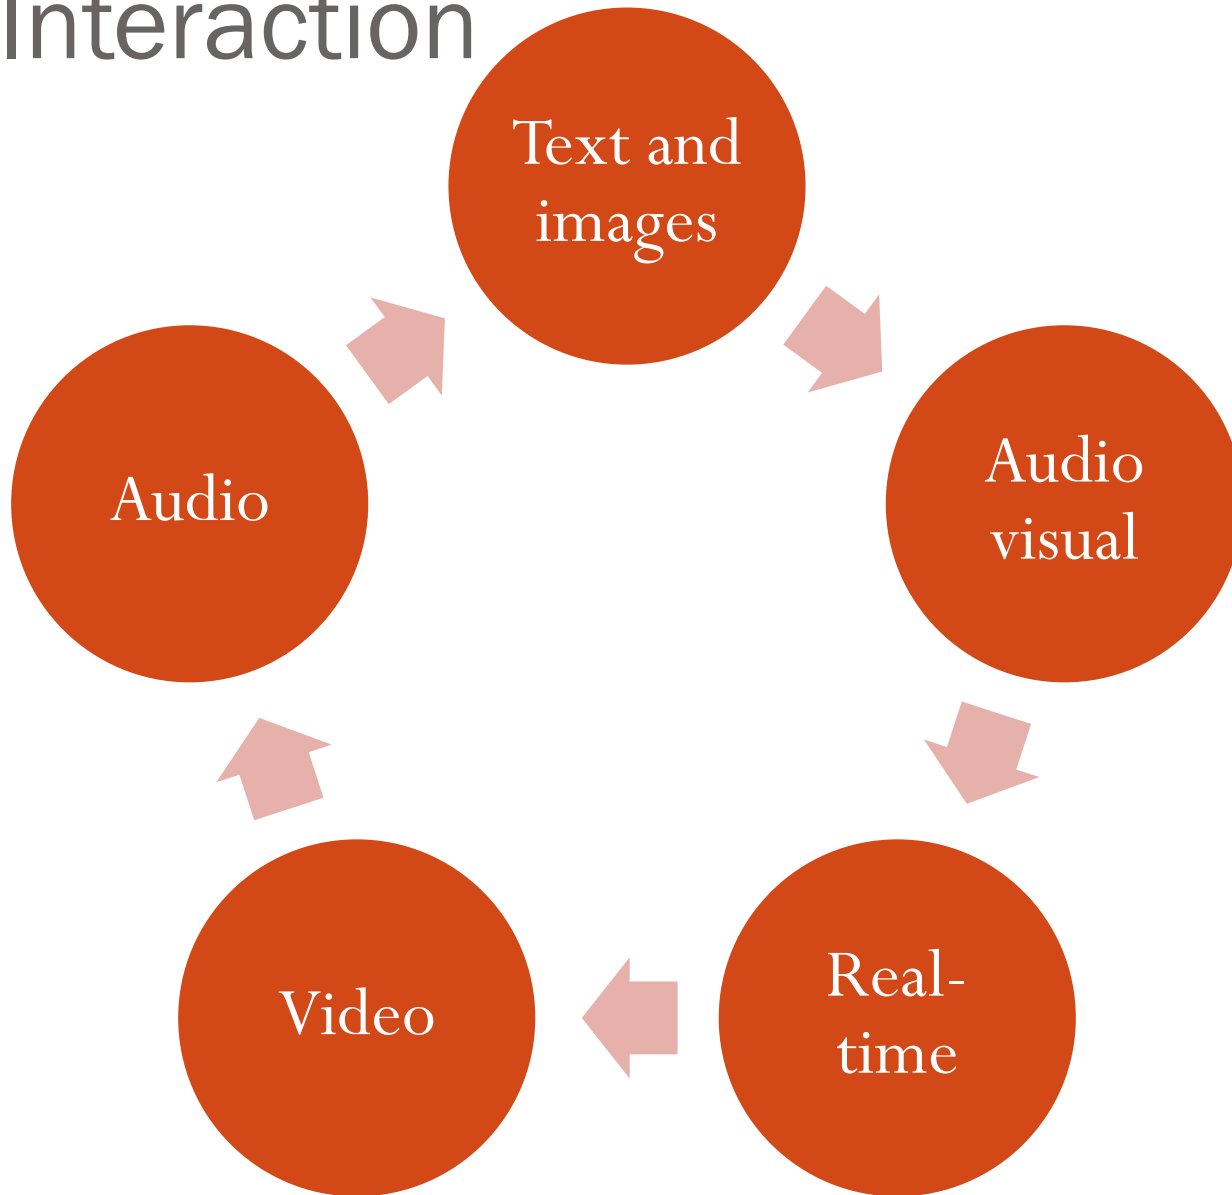 Interaction
Text and
images
Audio
visual
Real-
time
Video
Audio